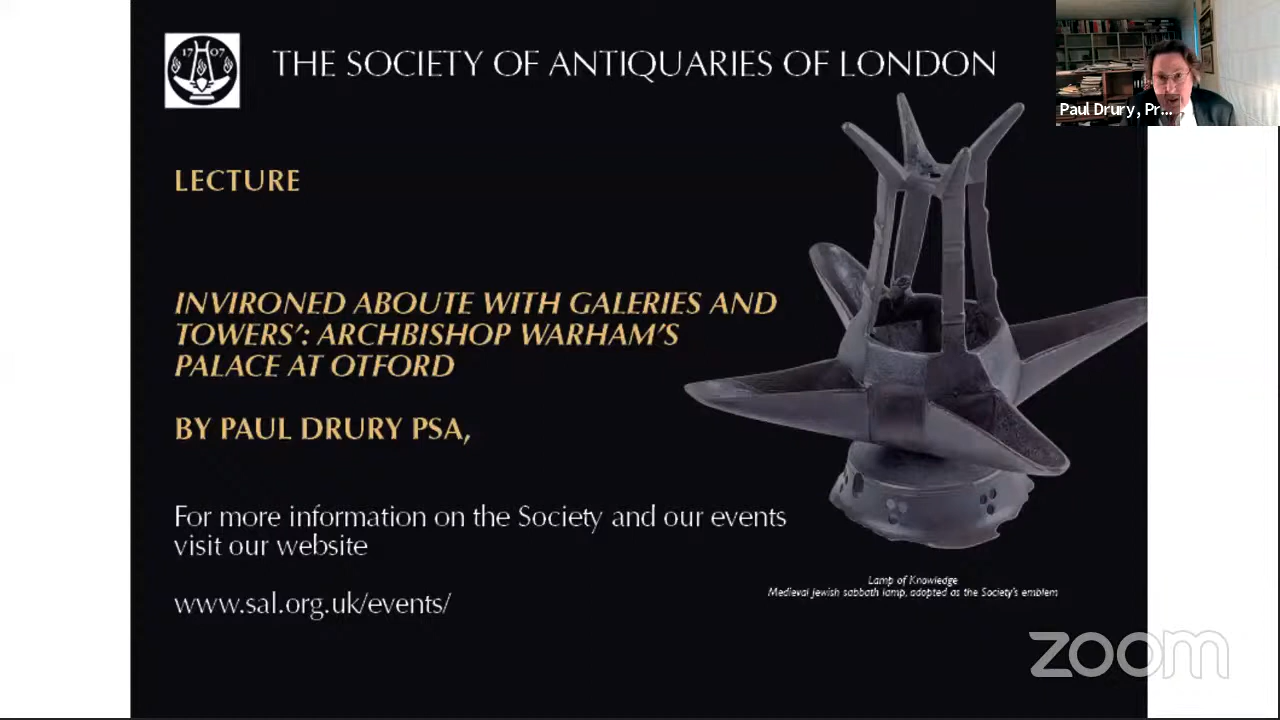 1707
THE SOCIETY OF ANTIQUARIES OF LONDON
Paul Drury, Pr...
LECTURE
INVIRONED ABOUTE WITH GALERIES AND
TOWERS’: ARCHBISHOP WARHAM’S
PALACE AT OTFORD
BY PAUL DRURY PSA,
For more information on the Society and our events
visit our website
www.sal.org.uk/events/
Lamp of Knowledge
Medieval Jewish sabbath lamp, adopted as the Society's emblem
zoom